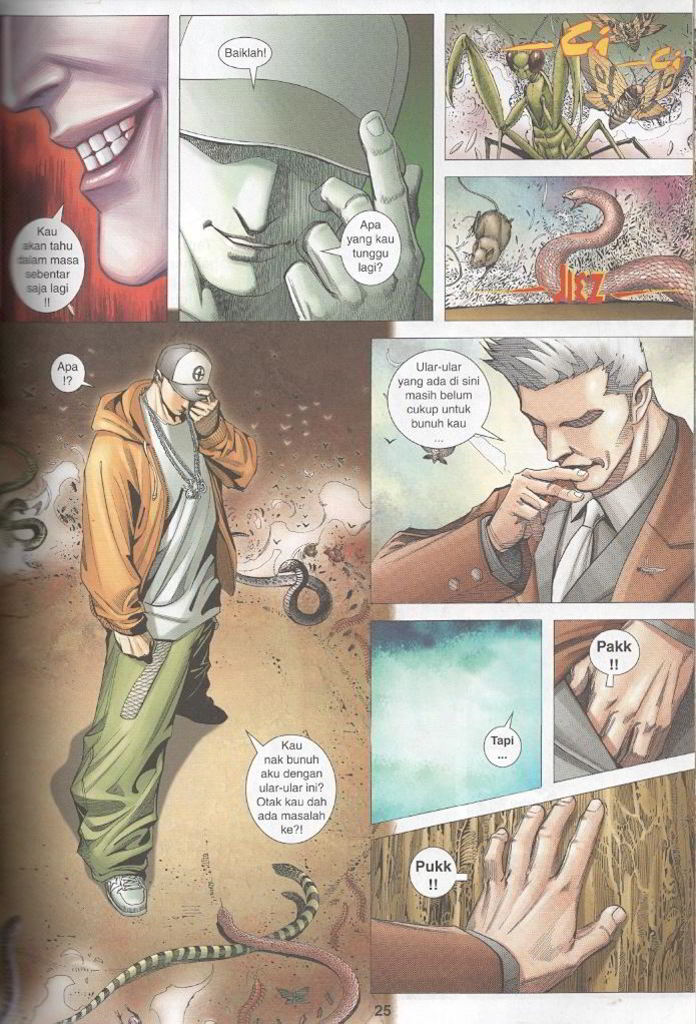 Kau
akan tahu
dalam masa
sebentar
saja lagi
!!
Baiklah!
Apa
yang kau
tunggu
lagi?
Ci
Ci
Apa
!?
Kau
nak bunuh
aku dengan
ular-ular ini?
Otak kau dah
ada masalah
ke?!
Ular-ular
yang ada di sini
masih belum
cukup untuk
bunuh kau
...
Tapi
...
Pakk
!!
Pukk
!!
25